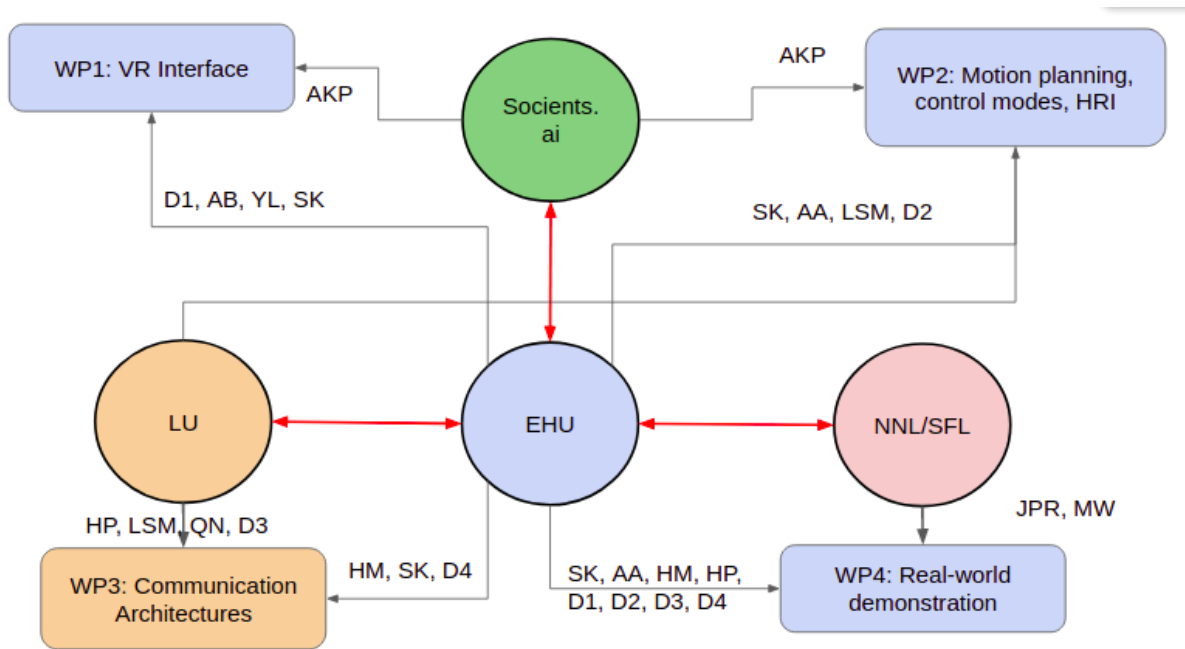 WP1: VR Interface
AKP
Socients.
ai
AKP
WP2: Motion planning,
control modes, HRI
D1, AB, YL, SK
SK, AA, LSM, D2
LU
EHU
NNL/SFL
HP, LSM, QN, D3
JPR, MW
WP3: Communication
Architectures
HM, SK, D4
SK, AA, HM, HP,
D1, D2, D3, D4
WP4: Real-world
demonstration